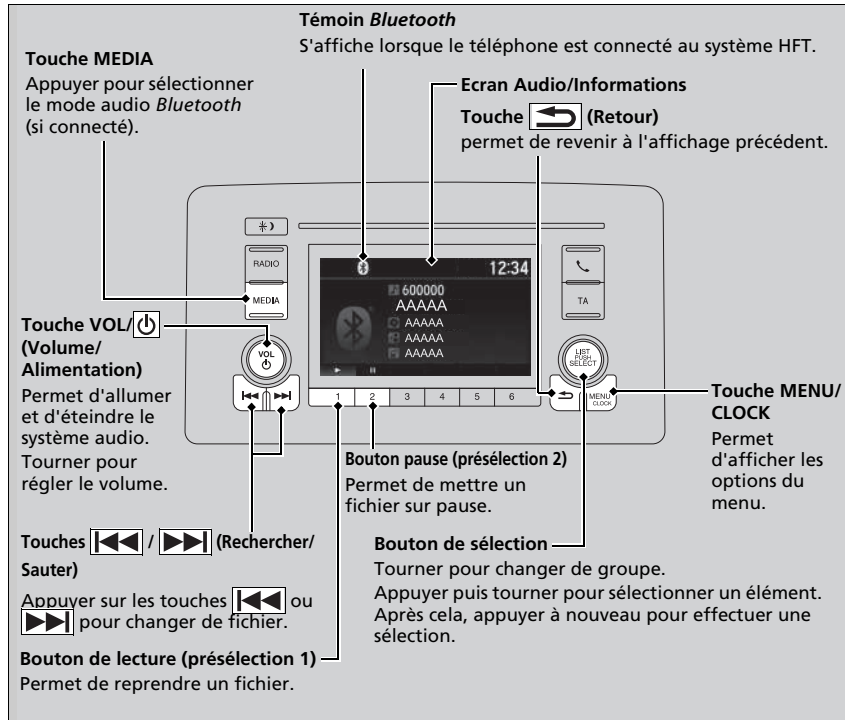 Témoin Bluetooth
S'affiche lorsque le téléphone est connecté au système HFT.
Touche MEDIA
Appuyer pour sélectionner
le mode audio Bluetooth
(si connecté).
Ecran Audio/Informations
Touche (Retour)
permet de revenir à l'affichage précédent.
RADIO
MEDIA
12:34
600000
AAAAA
AAAAA
AAAAA
AAAAA
TA
VOL
LIST
PUSH
SELECT
1 2 3 4 5 6
MENU
CLOCK
Touche VOL/
(Volume/
Alimentation)
Permet d'allumer
et d'éteindre le
système audio.
Tourner pour
régler le volume.
Touche MENU/
CLOCK
Permet
d'afficher les
options du
menu.
Bouton pause (présélection 2)
Permet de mettre un
fichier sur pause.
Touches / (Rechercher/
Sauter)
Appuyer sur les touches ou
pour changer de fichier.
Bouton de sélection
Tourner pour changer de groupe.
Appuyer puis tourner pour sélectionner un élément.
Après cela, appuyer à nouveau pour effectuer une
sélection.
Bouton de lecture (présélection 1)
Permet de reprendre un fichier.